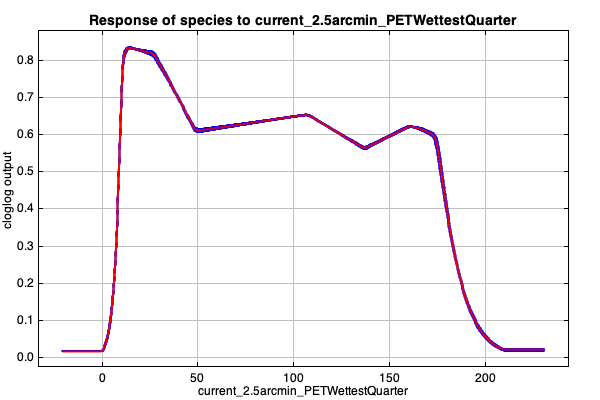 Response of species to current_2.5arcmin_PETWettestQuarter
0.8
0.7
0.6
0.5
0.4
0.3
0.2
0.1
0.0
cloglog output
0 50 100 150 200
current_2.5arcmin_PETWettestQuarter